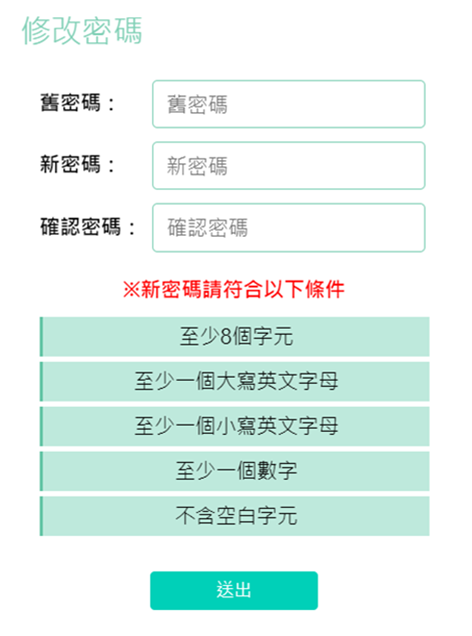 修改密碼
舊密碼： 舊密碼
新密碼： 新密碼
確認密碼： 確認密碼
※新密碼請符合以下條件
至少8個字元
至少一個大寫英文字母
至少一個小寫英文字母
至少一個數字
不含空白字元
送出